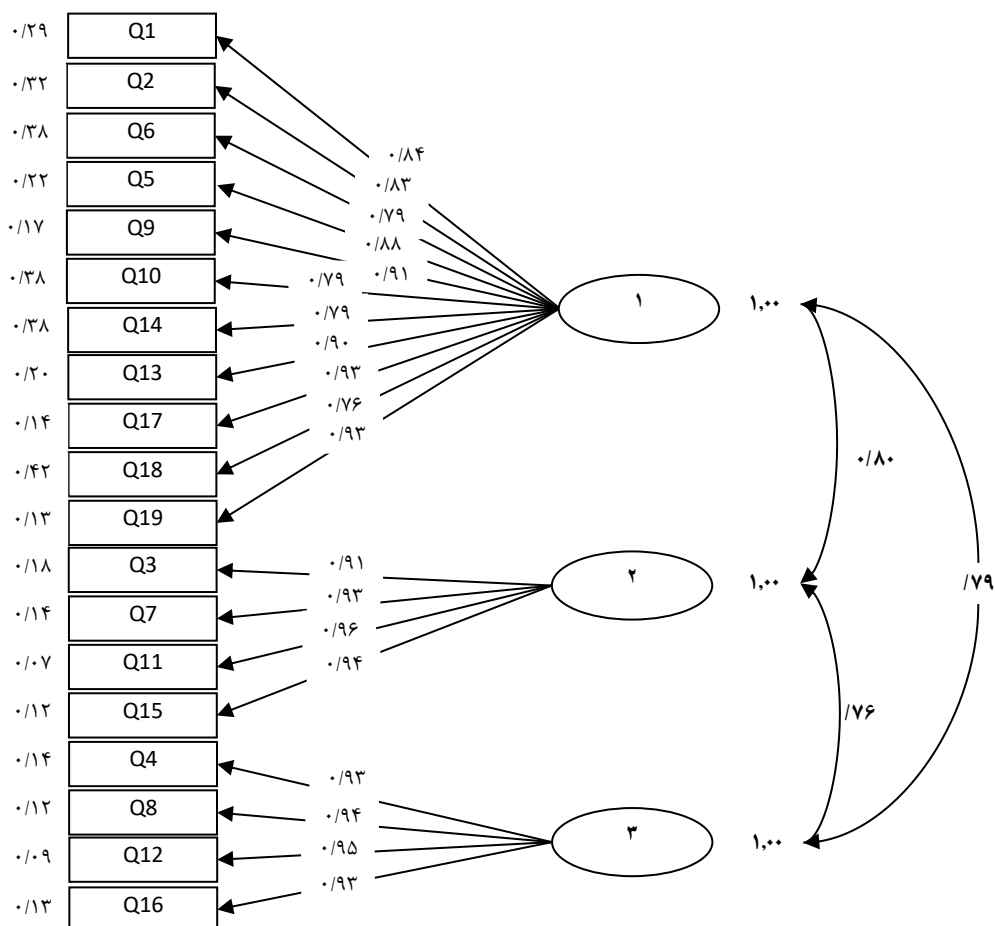 ۰/۲۹ Q1
۰/۳۲ Q2
۰/۳۸ Q6
۰/۲۲ Q5
۰/۱۷ Q9
۰/۳۸ Q10
۰/۳۸ Q14
۰/۲۰ Q13
۰/۱۴ Q17
۰/۴۲ Q18
۰/۱۳ Q19
۰/۱۸ Q3
۰/۱۴ Q7
۰/۰۷ Q11
۰/۱۲ Q15
۰/۱۴ Q4
۰/۱۲ Q8
۰/۰۹ Q12
۰/۱۳ Q16
۰/۸۴
۰/۸۳
۰/۷۹
۰/۸۸
۰/۹۱
۰/۷۹
۰/۷۹
۰/۹۰
۰/۹۳
۰/۷۶
۰/۹۳
۰/۹۱
۰/۹۳
۰/۹۶
۰/۹۴
۰/۹۳
۰/۹۴
۰/۹۵
۰/۹۳
۱ ۱,۰۰
۲ ۱,۰۰
۳ ۱,۰۰
۰/۸۰
/۷۹
/۷۶